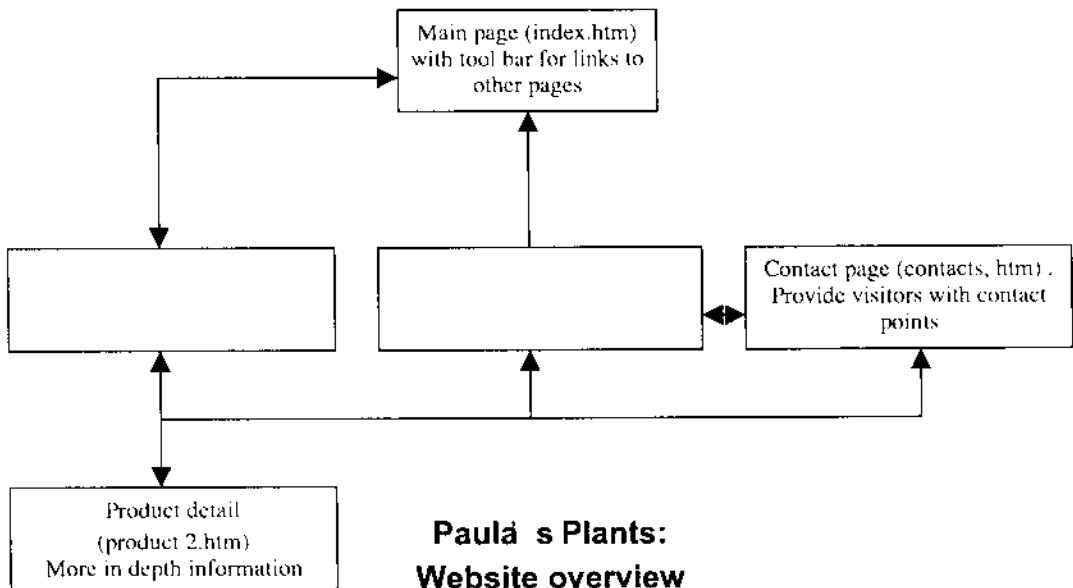 Main page (index.htm)
with tool bar for links to
other pages
Contact page (contacts, htm) .
Provide visitors with contact
points
Product detail
(product 2.htm)
More in depth information
Paula s Plants:
Website overview